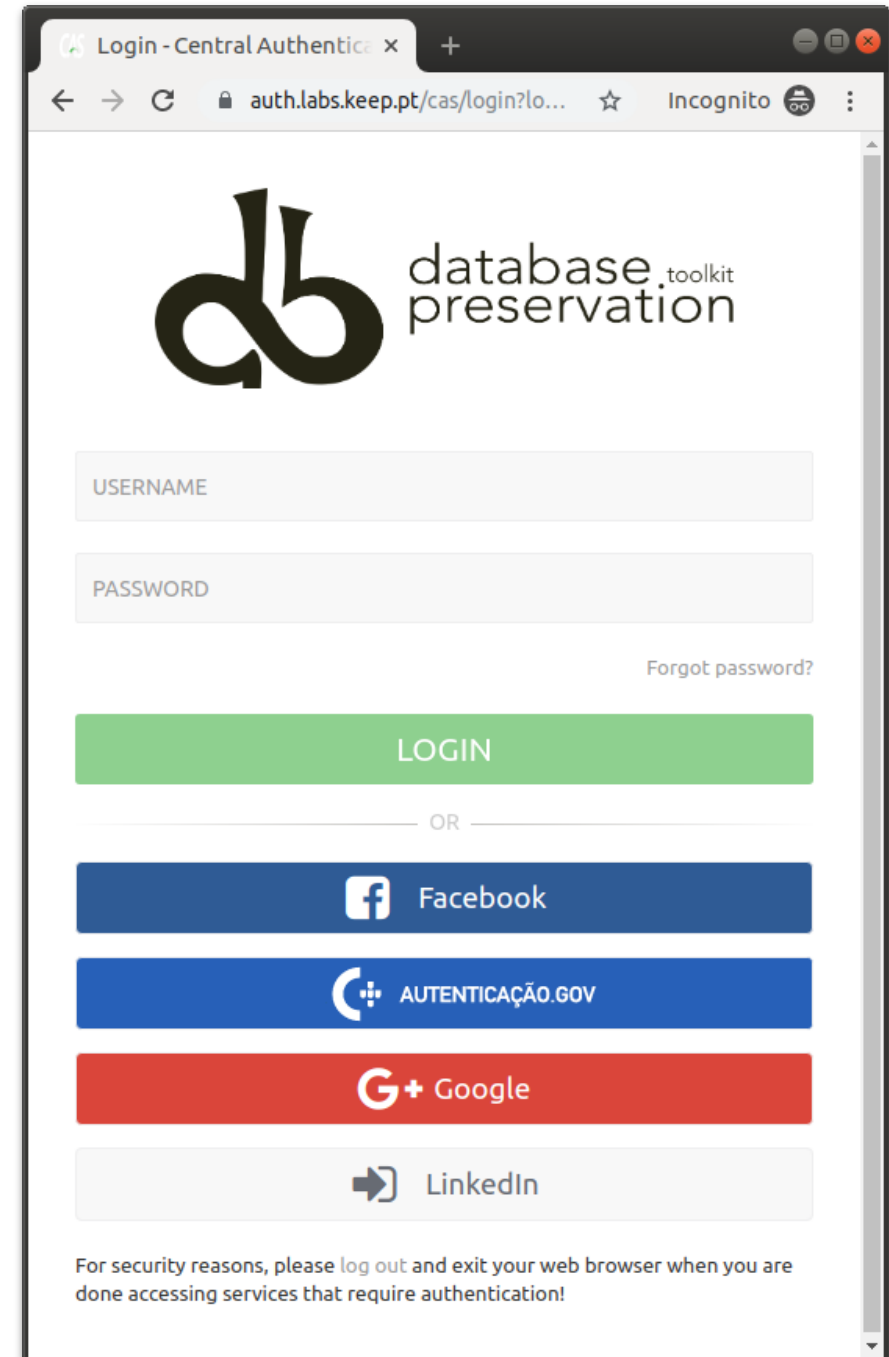 Login - Central Authentica
auth.labs.keep.pt/cas/login?lo... Incognito
database.toolkit
preservation
USERNAME
PASSWORD
Forgot password?
LOGIN
OR
Facebook
AUTENTICAÇÃO.GOV
G+ Google
LinkedIn
For security reasons, please log out and exit your web browser when you are
done accessing services that require authentication!